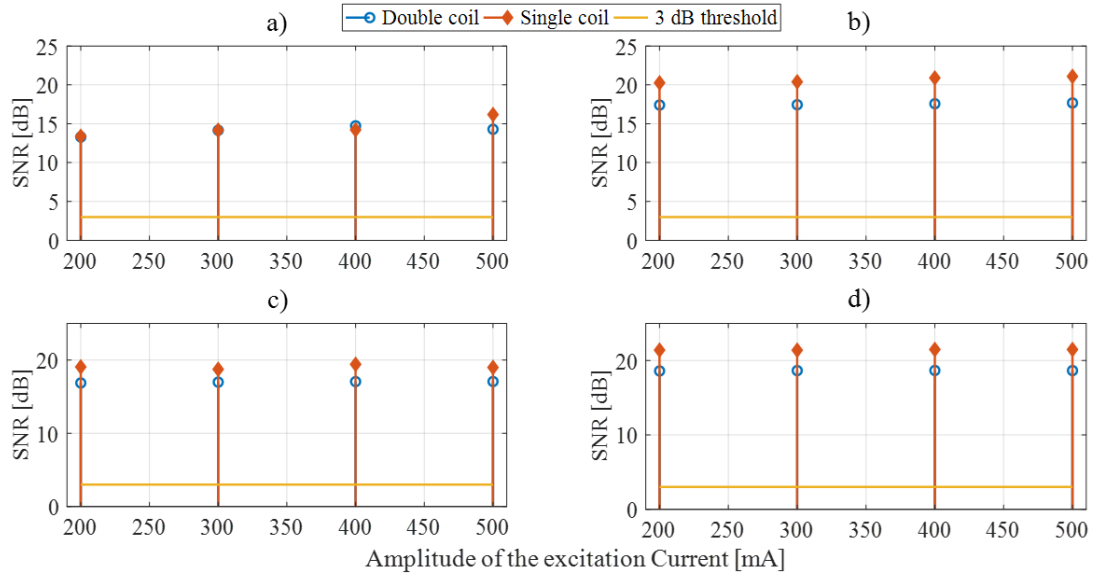 Double coil Single coil 3 dB threshold
a)
25
20
15
10
5
0
SNR [dB]
200 250 300 350 400 450 500
b)
25
20
15
10
5
0
SNR [dB]
200 250 300 350 400 450 500
c)
20
10
0
SNR [dB]
200 250 300 350 400 450 500
d)
20
10
0
SNR [dB]
200 250 300 350 400 450 500
Amplitude of the excitation Current [mA]